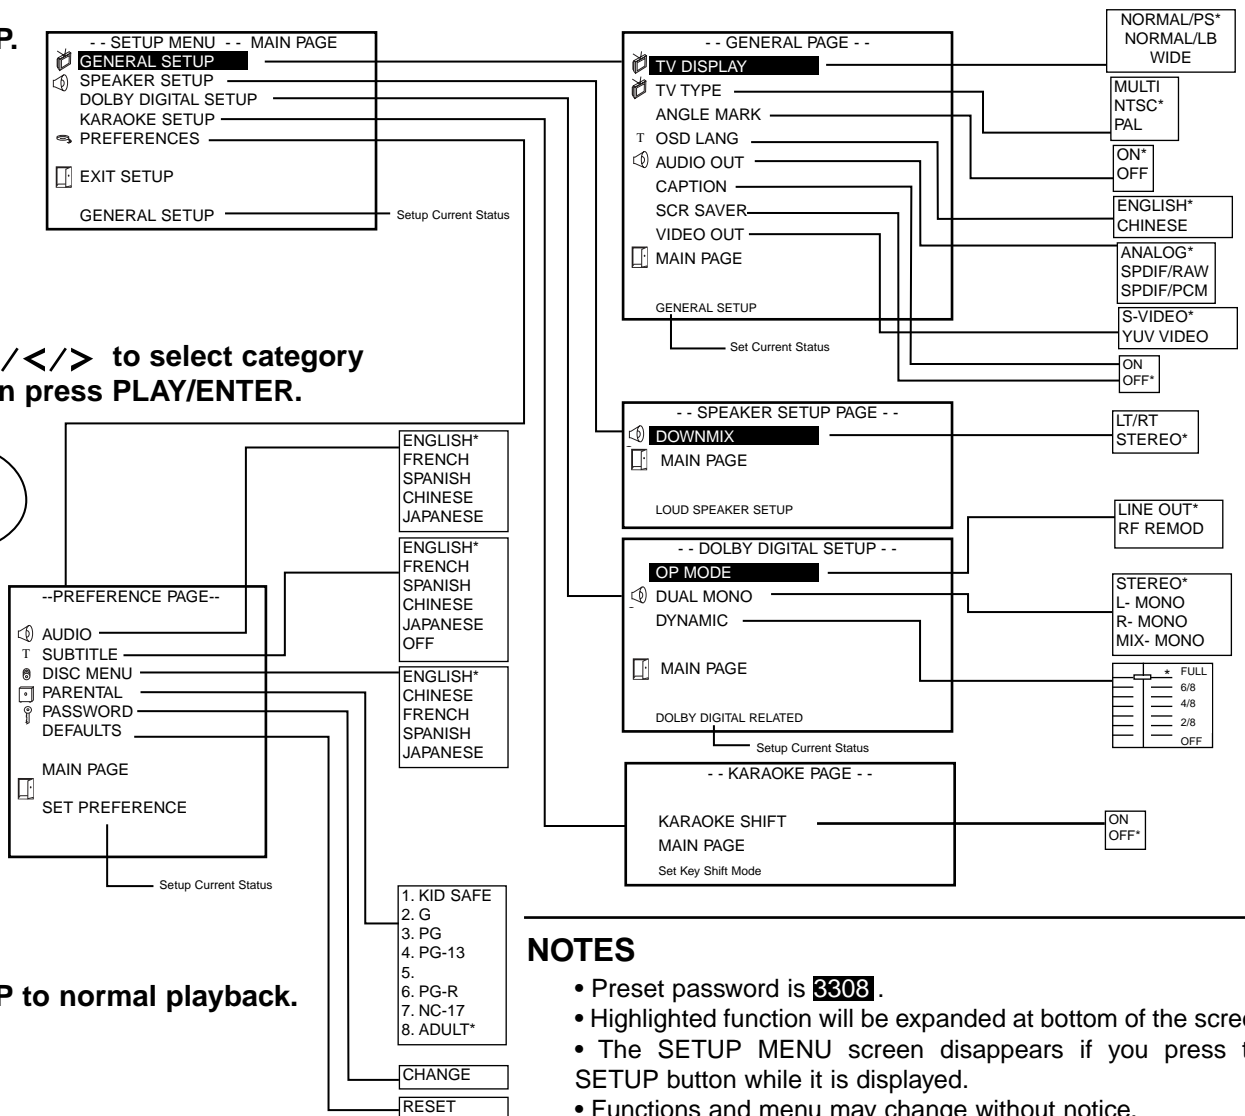 P.
- - SETUP MENU - - MAIN PAGE
GENERAL SETUP
SPEAKER SETUP
DOLBY DIGITAL SETUP
KARAOKE SETUP
PREFERENCES
EXIT SETUP
GENERAL SETUP
Setup Current Status
- - GENERAL PAGE - -
TV DISPLAY
TV TYPE
ANGLE MARK
T OSD LANG
AUDIO OUT
CAPTION
SCR SAVER
VIDEO OUT
MAIN PAGE
GENERAL SETUP
Set Current Status
NORMAL/PS*
NORMAL/LB
WIDE
MULTI
NTSC*
PAL
ON*
OFF
ENGLISH*
CHINESE
ANALOG*
SPDIF/RAW
SPDIF/PCM
S-VIDEO*
YUV VIDEO
ON
OFF*
/</> to select category
n press PLAY/ENTER.
- - SPEAKER SETUP PAGE - -
DOWNMIX
MAIN PAGE
LOUD SPEAKER SETUP
LT/RT
STEREO*
- - DOLBY DIGITAL SETUP - -
OP MODE
DUAL MONO
DYNAMIC
MAIN PAGE
DOLBY DIGITAL RELATED
Setup Current Status
LINE OUT*
RF REMOD
STEREO*
L- MONO
R- MONO
MIX- MONO
* FULL
6/8
4/8
2/8
OFF
- - KARAOKE PAGE - -
KARAOKE SHIFT
MAIN PAGE
Set Key Shift Mode
ON
OFF*
--PREFERENCE PAGE--
AUDIO
T SUBTITLE
DISC MENU
PARENTAL
PASSWORD
DEFAULTS
MAIN PAGE
SET PREFERENCE
Setup Current Status
ENGLISH*
FRENCH
SPANISH
CHINESE
JAPANESE
ENGLISH*
FRENCH
SPANISH
CHINESE
JAPANESE
OFF
ENGLISH*
CHINESE
FRENCH
SPANISH
JAPANESE
1. KID SAFE
2. G
3. PG
4. PG-13
5.
6. PG-R
7. NC-17
8. ADULT*
CHANGE
RESET
P to normal playback.
NOTES
• Preset password is 3308 .
• Highlighted function will be expanded at bottom of the scree
• The SETUP MENU screen disappears if you press t
SETUP button while it is displayed.
• Functions and menu may change without notice.